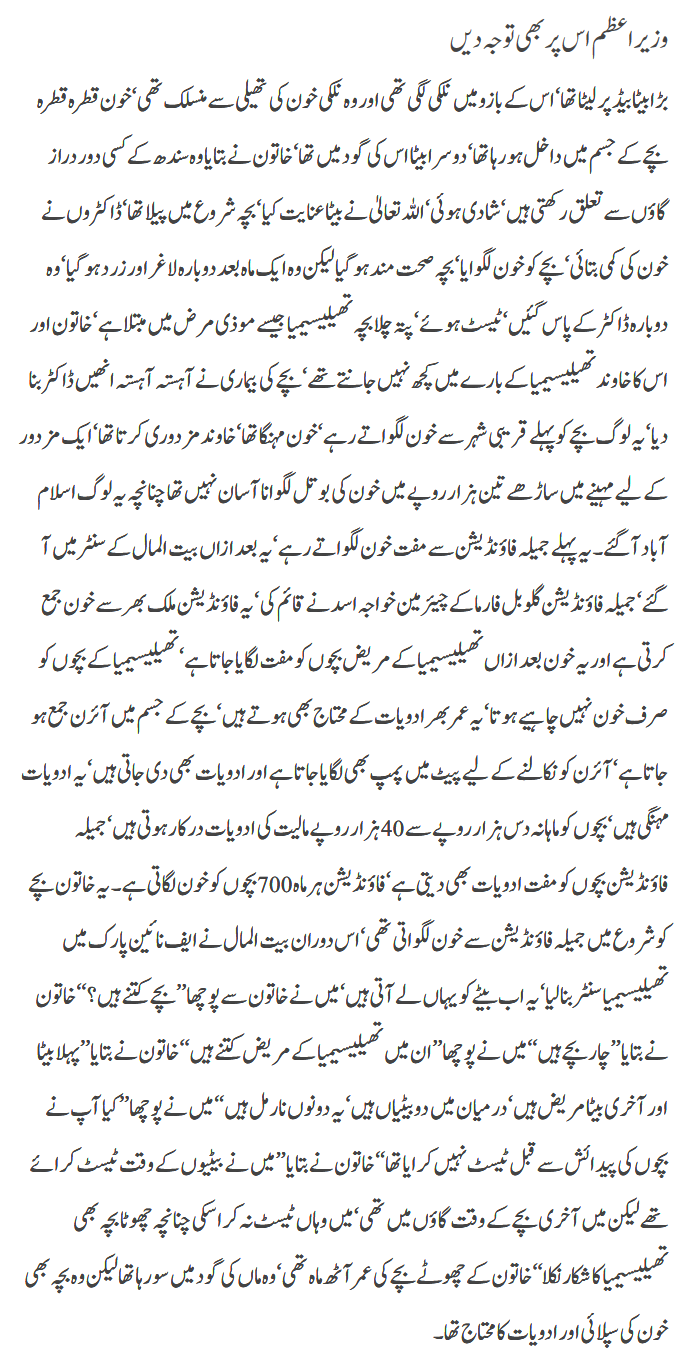 وزیراعظم اس پر بھی توجہ دیں
بڑا بیٹا بیڈ پر لیٹا تھا‘ اس کے بازو میں نلکی لگی تھی اور وہ نلکی خون کی تھیلی سے منسلک تھی‘ خون قطرہ قطرہ
بچے کے جسم میں داخل ہو رہا تھا‘ دوسرا بیٹا اس کی گود میں تھا‘ خاتون نے بتایا وہ سندھ کے کسی دور دراز
گاؤں سے تعلق رکھتی ہیں‘ شادی ہوئی‘ اللہ تعالیٰ نے بیٹا عنایت کیا‘ بچہ شروع میں پیلا تھا‘ ڈاکٹروں نے
خون کی کمی بتائی‘ بچے کو خون لگوایا‘ بچہ صحت مند ہو گیا لیکن وہ ایک ماہ بعد دوبارہ لاغر اور زرد ہو گیا‘ وہ
دوبارہ ڈاکٹر کے پاس گئیں‘ ٹیسٹ ہوئے‘ پتہ چلا بچہ تھیلیسیمیا جیسے موذی مرض میں مبتلا ہے‘ خاتون اور
اس کا خاوند تھیلیسیمیا کے بارے میں کچھ نہیں جانتے تھے‘ بچے کی بیماری نے آہستہ آہستہ انھیں ڈاکٹر بنا
دیا‘ یہ لوگ بچے کو پہلے قریبی شہر سے خون لگواتے رہے‘ خون مہنگا تھا‘ خاوند مزدوری کرتا تھا‘ ایک مزدور
کے لیے مہینے میں ساڑھے تین ہزار روپے میں خون کی بوتل لگوانا آسان نہیں تھا چنانچہ یہ لوگ اسلام
آباد آ گئے۔ یہ پہلے جمیلہ فاؤنڈیشن سے مفت خون لگواتے رہے‘ یہ بعد ازاں بیت المال کے سنٹر میں آ
گئے‘ جمیلہ فاؤنڈیشن گلوبل فارما کے چیئرمین خواجہ اسد نے قائم کی‘ یہ فاؤنڈیشن ملک بھر سے خون جمع
کرتی ہے اور یہ خون بعد ازاں تھیلیسیمیا کے مریض بچوں کو مفت لگایا جاتا ہے‘ تھیلیسیمیا کے بچوں کو
صرف خون نہیں چاہیے ہوتا‘ یہ عمر بھر ادویات کے محتاج بھی ہوتے ہیں‘ بچے کے جسم میں آئرن جمع ہو
جاتا ہے‘ آئرن کو نکالنے کے لیے پیٹ میں پمپ بھی لگایا جاتا ہے اور ادویات بھی دی جاتی ہیں‘ یہ ادویات
مہنگی ہیں‘ بچوں کو ماہانہ دس ہزار روپے سے 40 ہزار روپے مالیت کی ادویات درکار ہوتی ہیں‘ جمیلہ
فاؤنڈیشن بچوں کو مفت ادویات بھی دیتی ہے‘ فاؤنڈیشن ہر ماہ 700 بچوں کو خون لگاتی ہے۔ یہ خاتون بچے
کو شروع میں جمیلہ فاؤنڈیشن سے خون لگواتی تھی‘ اس دوران بیت المال نے ایف نائین پارک میں
تھیلیسیمیا سنٹر بنا لیا‘ یہ اب بیٹے کو یہاں لے آتی ہیں‘ میں نے خاتون سے پوچھا ’’بچے کتنے ہیں؟‘‘ خاتون
نے بتایا ’’چار بچے ہیں‘‘ میں نے پوچھا ’’ان میں تھیلیسیمیا کے مریض کتنے ہیں‘‘ خاتون نے بتایا ’’پہلا بیٹا
اور آخری بیٹا مریض ہیں‘ درمیان میں دو بیٹیاں ہیں‘ یہ دونوں نارمل ہیں‘‘ میں نے پوچھا ’’کیا آپ نے
بچوں کی پیدائش سے قبل ٹیسٹ نہیں کرایا تھا‘‘ خاتون نے بتایا ’’میں نے بیٹیوں کے وقت ٹیسٹ کرائے
تھے لیکن میں آخری بچے کے وقت گاؤں میں تھی‘ میں وہاں ٹیسٹ نہ کرا سکی چنانچہ چھوٹا بچہ بھی
تھیلیسیمیا کا شکار نکلا‘‘ خاتون کے چھوٹے بچے کی عمر آٹھ ماہ تھی‘ وہ ماں کی گود میں سو رہا تھا لیکن وہ بچہ بھی
خون کی سپلائی اور ادویات کا محتاج تھا۔